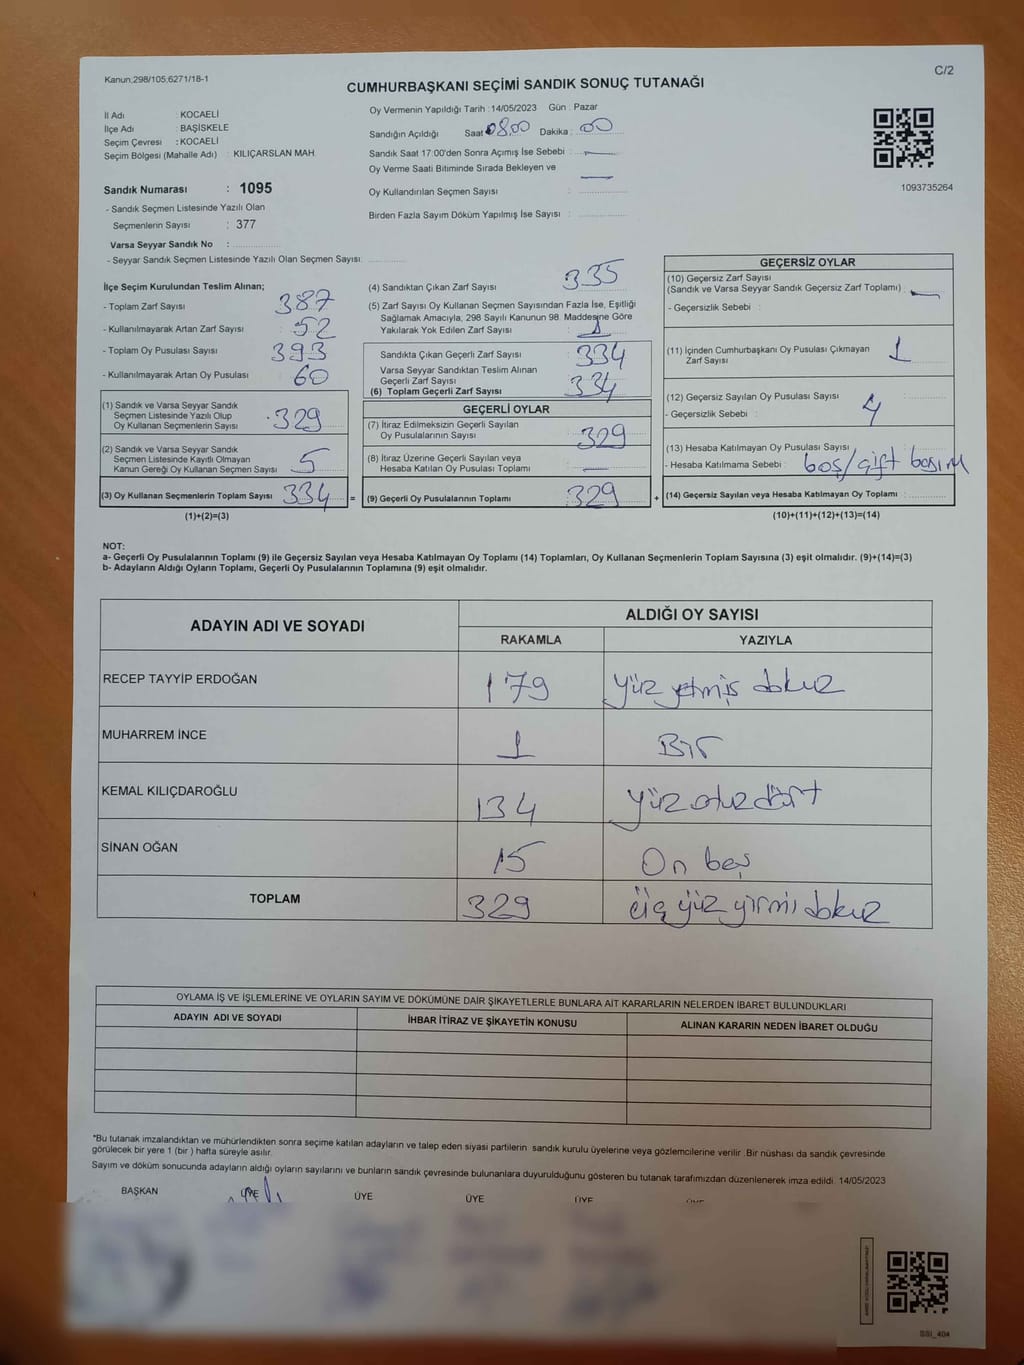 Kanun;298/105;6271/18-1
C/2
CUMHURBAŞKANI SEÇİMİ SANDIK SONUÇ TUTANAĞI
İl Adı : KOCAELİ
İlçe Adı : BAŞİSKELE
Seçim Çevresi : KOCAELİ
Seçim Bölgesi (Mahalle Adı) : KILIÇARSLAN MAH.
Oy Vermenin Yapıldığı Tarih :14/05/2023 Gün : Pazar
Sandığın Açıldığı Saat 08.00 Dakika : 00
Sandık Saat 17:00'den Sonra Açımış İse Sebebi : —
Oy Verme Saati Bitiminde Sırada Bekleyen ve —
Oy Kullandırılan Seçmen Sayısı :
Birden Fazla Sayım Döküm Yapılmış İse Sayısı :
1093735264
Sandık Numarası : 1095
- Sandık Seçmen Listesinde Yazılı Olan
Seçmenlerin Sayısı : 377
Varsa Seyyar Sandık No :
- Seyyar Sandık Seçmen Listesinde Yazılı Olan Seçmen Sayısı:
İlçe Seçim Kurulundan Teslim Alınan;
- Toplam Zarf Sayısı : 387
- Kullanılmayarak Artan Zarf Sayısı : 52
- Toplam Oy Pusulası Sayısı : 393
- Kullanılmayarak Artan Oy Pusulası : 60
(1) Sandık ve Varsa Seyyar Sandık
Seçmen Listesinde Yazılı Olup
Oy Kullanan Seçmenlerin Sayısı : 329
(2) Sandık ve Varsa Seyyar Sandık
Seçmen Listesinde Kayıtlı Olmayan
Kanun Gereği Oy Kullanan Seçmen Sayısı : 5
(3) Oy Kullanan Seçmenlerin Toplam Sayısı : 334 =
(1)+(2)=(3)
(4) Sandıktan Çıkan Zarf Sayısı : 335
(5) Zarf Sayısı Oy Kullanan Seçmen Sayısından Fazla İse, Eşitliği
Sağlamak Amacıyla, 298 Sayılı Kanunun 98. Maddesine Göre
Yakılarak Yok Edilen Zarf Sayısı : 1
Sandıkta Çıkan Geçerli Zarf Sayısı : 334
Varsa Seyyar Sandıktan Teslim Alınan
Geçerli Zarf Sayısı :
(6) Toplam Geçerli Zarf Sayısı : 334
GEÇERLİ OYLAR
(7) İtiraz Edilmeksizin Geçerli Sayılan
Oy Pusulalarının Sayısı : 329
(8) İtiraz Üzerine Geçerli Sayılan veya
Hesaba Katılan Oy Pusulası Toplamı : —
(9) Geçerli Oy Pusulalarının Toplamı : 329 +
GEÇERSİZ OYLAR
(10) Geçersiz Zarf Sayısı
(Sandık ve Varsa Seyyar Sandık Geçersiz Zarf Toplamı) : —
- Geçersizlik Sebebi :
(11) İçinden Cumhurbaşkanı Oy Pusulası Çıkmayan
Zarf Sayısı : 1
(12) Geçersiz Sayılan Oy Pusulası Sayısı : 4
- Geçersizlik Sebebi :
(13) Hesaba Katılmayan Oy Pusulası Sayısı :
- Hesaba Katılmama Sebebi : boş/çift basım
(14) Geçersiz Sayılan veya Hesaba Katılmayan Oy Toplamı :
(10)+(11)+(12)+(13)=(14)
NOT:
a- Geçerli Oy Pusulalarının Toplamı (9) ile Geçersiz Sayılan veya Hesaba Katılmayan Oy Toplamı (14) Toplamları, Oy Kullanan Seçmenlerin Toplam Sayısına (3) eşit olmalıdır. (9)+(14)=(3)
b- Adayların Aldığı Oyların Toplamı, Geçerli Oy Pusulalarının Toplamına (9) eşit olmalıdır.
ADAYIN ADI VE SOYADI
ALDIĞI OY SAYISI
RAKAMLA YAZIYLA
RECEP TAYYİP ERDOĞAN 179 yüz yetmiş dokuz
MUHARREM İNCE 1 Bir
KEMAL KILIÇDAROĞLU 134 yüz otuz dört
SİNAN OĞAN 15 On beş
TOPLAM 329 üç yüz yirmi dokuz
OYLAMA İŞ VE İŞLEMLERİNE VE OYLARIN SAYIM VE DÖKÜMÜNE DAİR ŞİKAYETLERLE BUNLARA AİT KARARLARIN NELERDEN İBARET BULUNDUKLARI
ADAYIN ADI VE SOYADI İHBAR İTİRAZ VE ŞİKAYETİN KONUSU ALINAN KARARIN NEDEN İBARET OLDUĞU
*Bu tutanak imzalandıktan ve mühürlendikten sonra seçime katılan adayların ve talep eden siyasi partilerin sandık kurulu üyelerine veya gözlemcilerine verilir. Bir nüshası da sandık çevresinde
görülecek bir yere 1 (bir ) hafta süreyle asılır.
Sayım ve döküm sonucunda adayların aldığı oyların sayılarını ve bunların sandık çevresinde bulunanlara duyurulduğunu gösteren bu tutanak tarafımızdan düzenlenerek imza edildi. 14/05/2023
BAŞKAN ÜYE ÜYE ÜYE ÜYE ÜYE
SSI_404